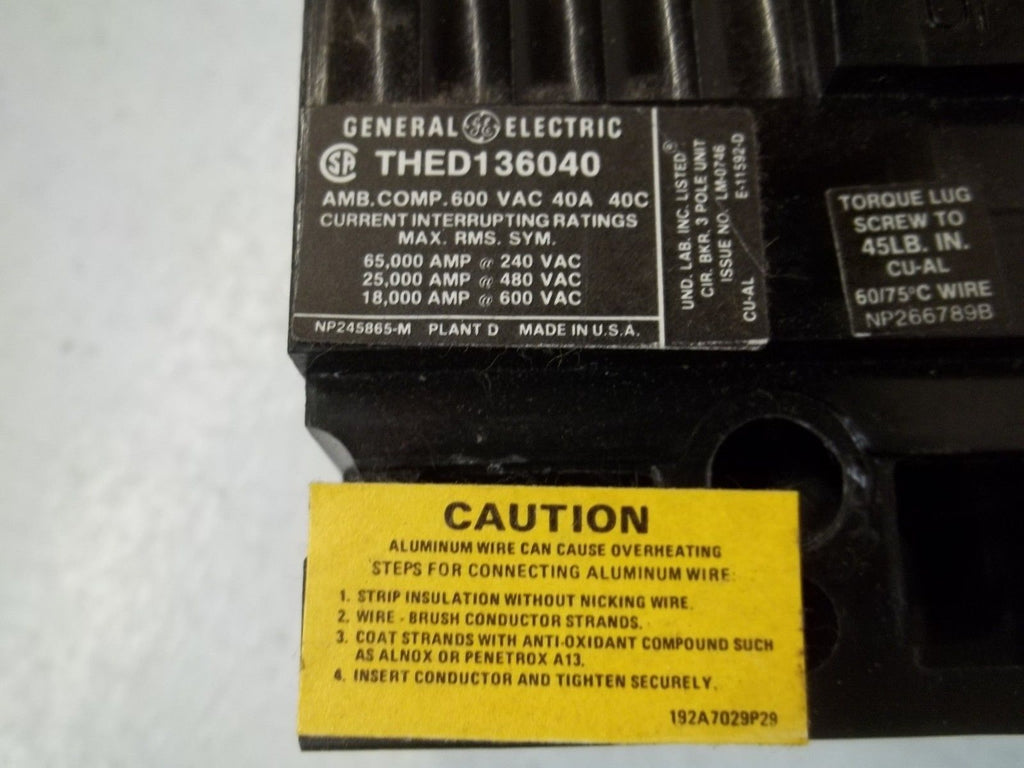 GENERAL GE ELECTRIC
SA THED136040
AMB.COMP. 600 VAC 40A 40C
CURRENT INTERRUPTING RATINGS
MAX. RMS. SYM.
65,000 AMP @ 240 VAC
25,000 AMP @ 480 VAC
18,000 AMP @ 600 VAC
NP245865-M PLANT D MADE IN U.S.A.
UND. LAB. INC. LISTED®
CIR. BKR. 3 POLE UNIT
ISSUE NO. LM-0746
E-11592-D
CU-AL
TORQUE LUG
SCREW TO
45LB. IN.
CU-AL
60/75°C WIRE
NP266789B
CAUTION
ALUMINUM WIRE CAN CAUSE OVERHEATING
STEPS FOR CONNECTING ALUMINUM WIRE:
1. STRIP INSULATION WITHOUT NICKING WIRE.
2. WIRE - BRUSH CONDUCTOR STRANDS.
3. COAT STRANDS WITH ANTI-OXIDANT COMPOUND SUCH
AS ALNOX OR PENETROX A13.
4. INSERT CONDUCTOR AND TIGHTEN SECURELY.
192A7029P29